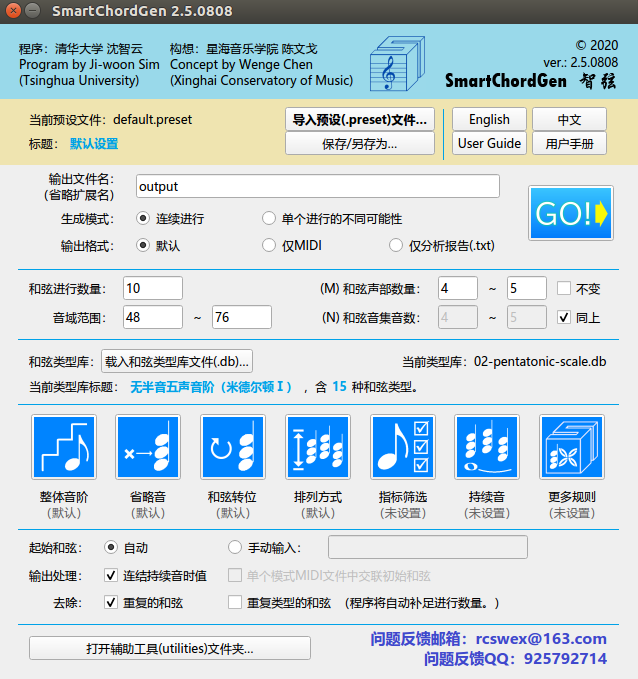 SmartChordGen 2.5.0808
程序：清华大学 沈智云
Program by Ji-woon Sim
(Tsinghua University)
构想：星海音乐学院 陈文戈
Concept by Wenge Chen
(Xinghai Conservatory of Music)
© 2020
ver.: 2.5.0808
SmartChordGen 智弦
当前预设文件：default.preset
标题： 默认设置
导入预设(.preset)文件...
保存/另存为...
English
中文
User Guide
用户手册
输出文件名：
(省略扩展名)
output
生成模式： 连续进行 单个进行的不同可能性
输出格式： 默认 仅MIDI 仅分析报告(.txt)
GO!
和弦进行数量： 10 (M) 和弦声部数量： 4 ~ 5 不变
音域范围： 48 ~ 76 (N) 和弦音集音数： 4 ~ 5 同上
和弦类型库： 载入和弦类型库文件(.db)... 当前类型库：02-pentatonic-scale.db
当前类型库标题： 无半音五声音阶（米德尔顿Ⅰ），含 15 种和弦类型。
整体音阶 省略音 和弦转位 排列方式 指标筛选 持续音 更多规则
(默认) (默认) (默认) (默认) (未设置) (未设置) (未设置)
起始和弦： 自动 手动输入：
输出处理： 连结持续音时值 单个模式MIDI文件中交联初始和弦
去除： 重复的和弦 重复类型的和弦 （程序将自动补足进行数量。）
打开辅助工具(utilities)文件夹...
问题反馈邮箱：rcswex@163.com
问题反馈QQ：925792714